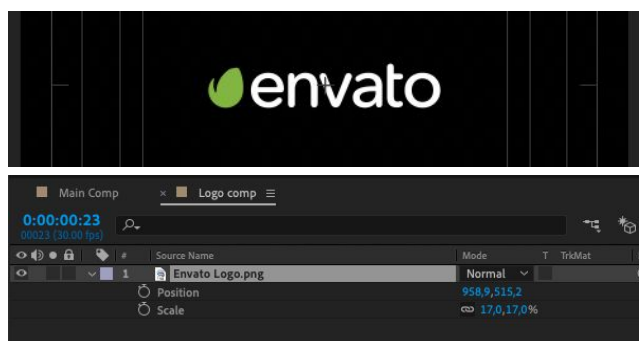 envato
Main Comp × Logo comp
0:00:00:23
00023 (30.00 fps)
# Source Name Mode T TrkMat
1 Envato Logo.png Normal
Position 958,9,515,2
Scale 17,0,17,0%